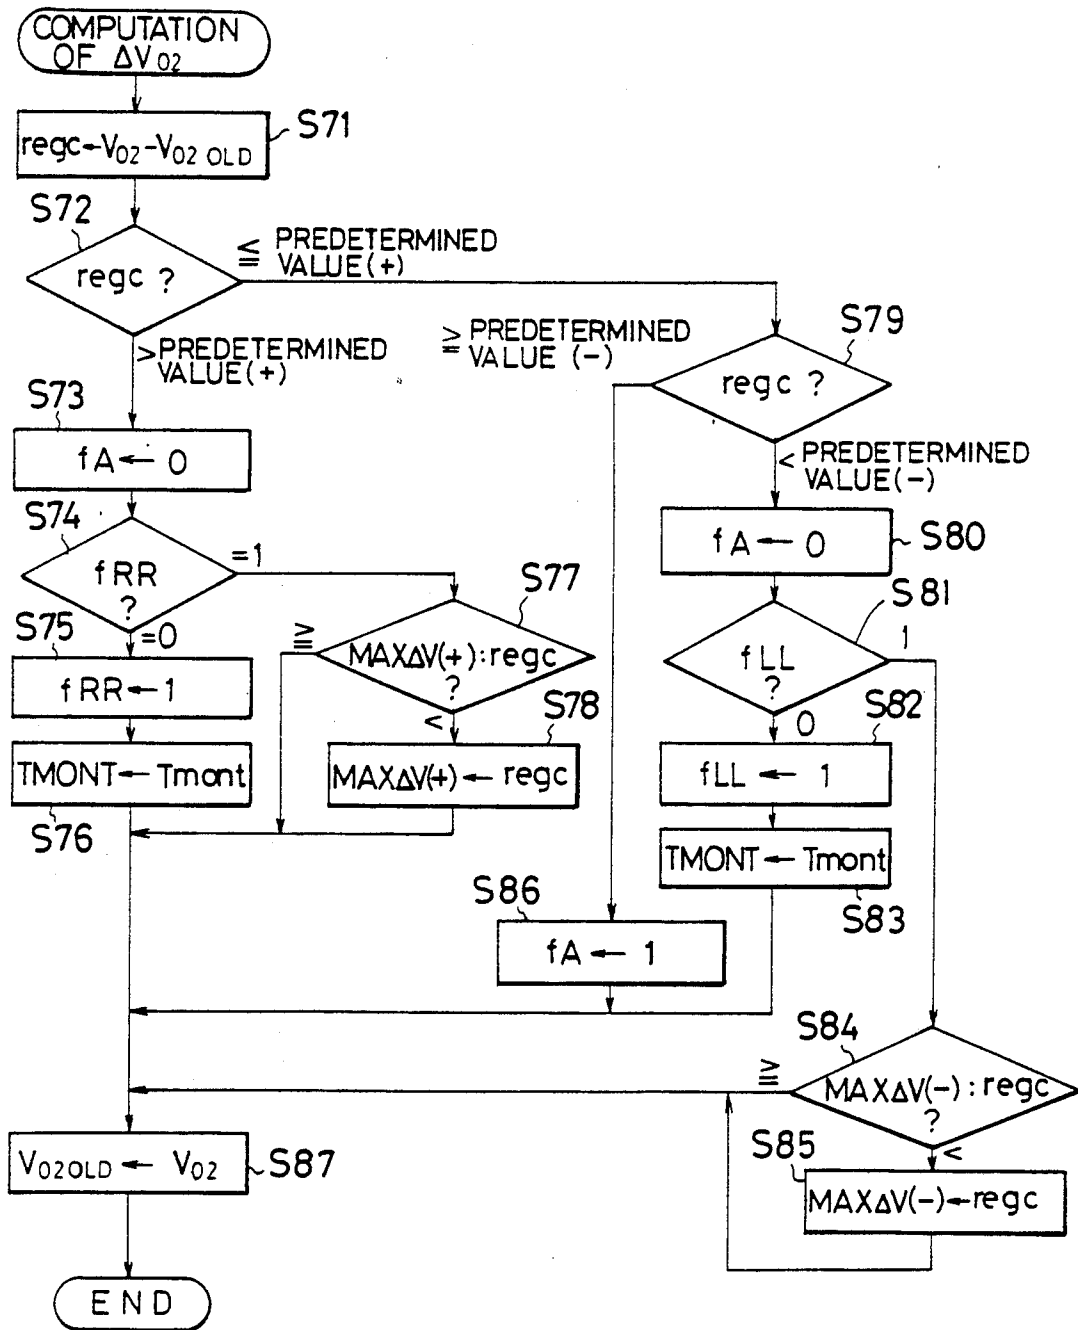 COMPUTATION
OF ΔV02
regc←V02-V02 OLD
S71
S72
regc ?
≦ PREDETERMINED
VALUE(+)
>PREDETERMINED
VALUE(+)
≧ PREDETERMINED
VALUE (-)
S79
regc ?
< PREDETERMINED
VALUE(-)
S73
fA ← 0
S74
fRR
?
=1
=0
S75
fRR←1
TMONT ← Tmont
S76
S77
MAXΔV(+):regc
?
≧
<
S78
MAXΔV(+) ← regc
fA ← 0
S80
S81
fLL
?
1
0
S82
fLL ← 1
TMONT ← Tmont
S83
S86
fA ← 1
S84
MAXΔV(-):regc
?
≧
<
S85
MAXΔV(-)←regc
V02OLD ← V02
S87
END